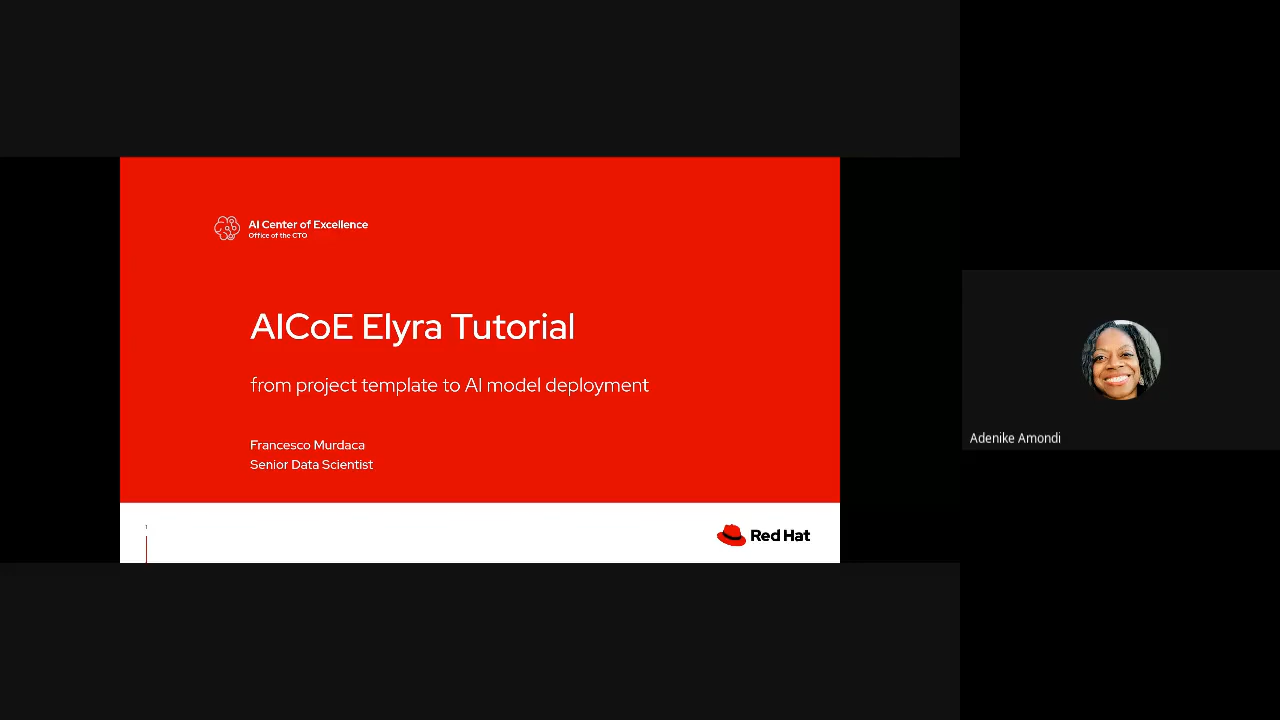 AI Center of Excellence
Office of the CTO
AICoE Elyra Tutorial
from project template to AI model deployment
Francesco Murdaca
Senior Data Scientist
1
Red Hat
Adenike Amondi